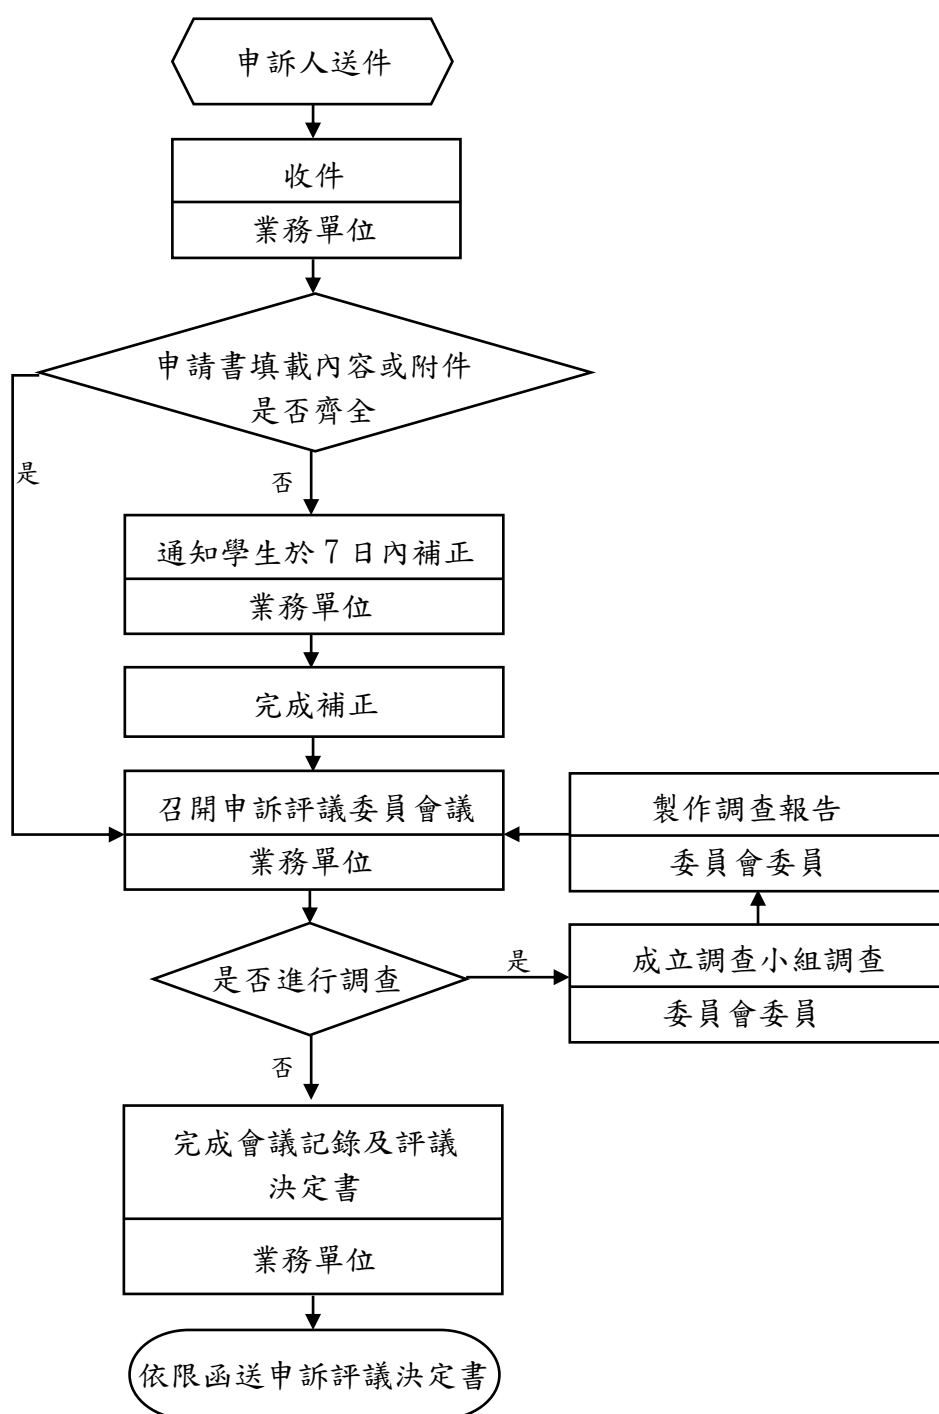 申訴人送件
收件
業務單位
申請書填載內容或附件
是否齊全
是
否
通知學生於 7 日內補正
業務單位
完成補正
召開申訴評議委員會議
業務單位
製作調查報告
委員會委員
是否進行調查
是
成立調查小組調查
委員會委員
否
完成會議記錄及評議
決定書
業務單位
依限函送申訴評議決定書